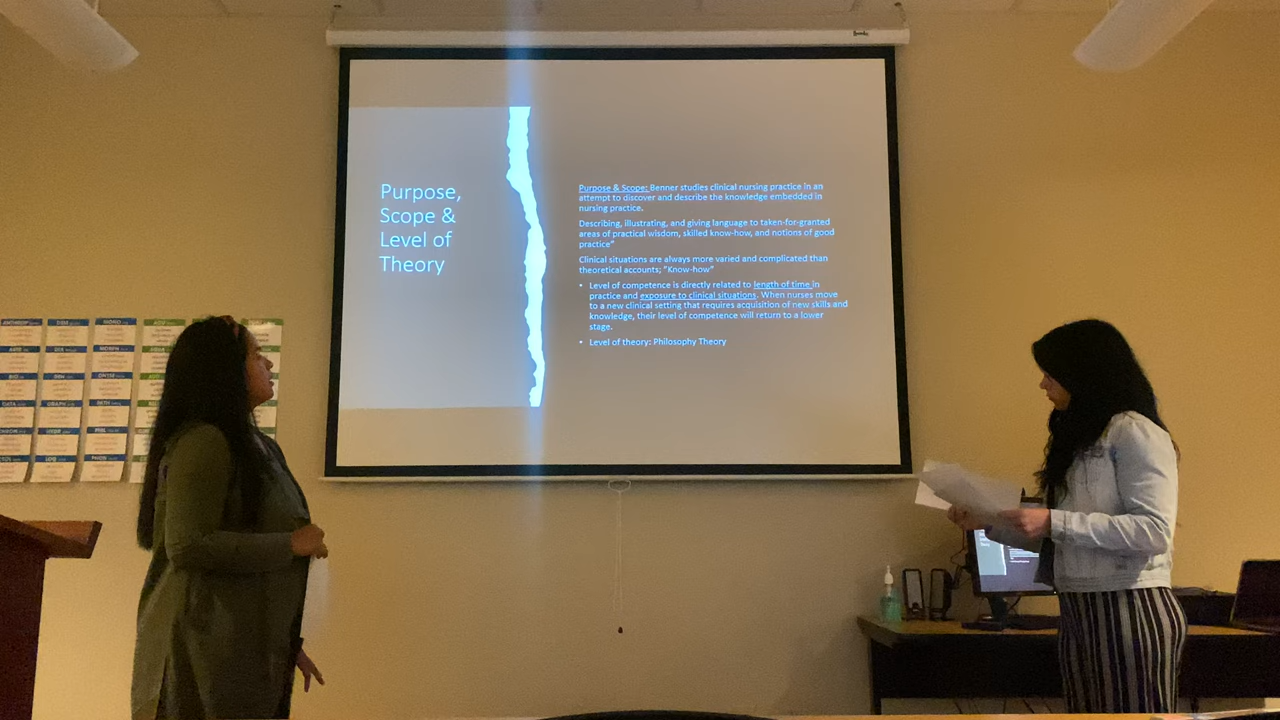 Purpose,
Scope &
Level of
Theory
Purpose & Scope: Benner studies clinical nursing practice in an
attempt to discover and describe the knowledge embedded in
nursing practice.
Describing, illustrating, and giving language to taken-for-granted
areas of practical wisdom, skilled know-how, and notions of good
practice"
Clinical situations are always more varied and complicated than
theoretical accounts; "Know-how"
• Level of competence is directly related to length of time in
practice and exposure to clinical situations. When nurses move
to a new clinical setting that requires acquisition of new skills and
knowledge, their level of competence will return to a lower
stage.
• Level of theory: Philosophy Theory